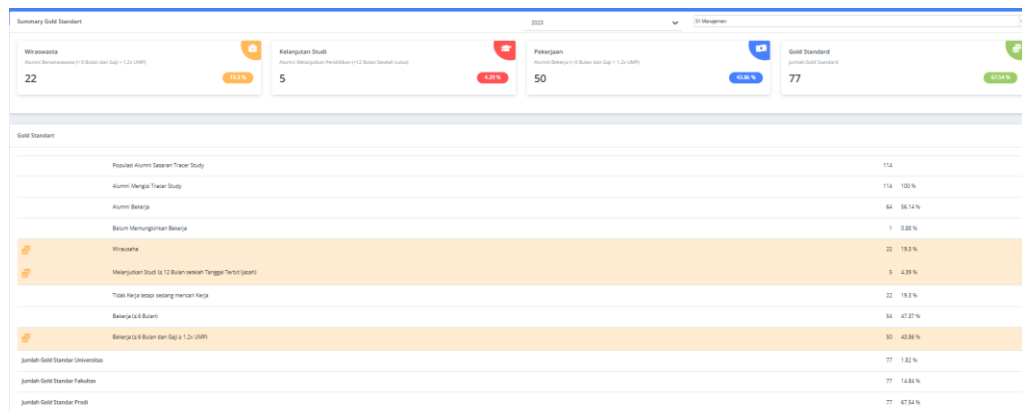 Summary Gold Standart 2023 S1 Manajemen
Wiraswasta
Alumni Berwiraswasta (< 6 Bulan dan Gaji > 1,2x UMP)
22 19.3 %
Kelanjutan Studi
Alumni Melanjutkan Pendidikan (<12 Bulan Setelah Lulus)
5 4.39 %
Pekerjaan
Alumni Bekerja (< 6 Bulan dan Gaji > 1,2x UMP)
50 43.86 %
Gold Standard
Jumlah Gold Standard
77 67.54 %
Gold Standart
Populasi Alumni Sasaran Tracer Study 114
Alumni Mengisi Tracer Study 114 100 %
Alumni Bekerja 64 56.14 %
Belum Memungkinkan Bekerja 1 0.88 %
Wirausaha 22 19.3 %
Melanjutkan Studi (≤ 12 Bulan setelah Tanggal Terbit Ijazah) 5 4.39 %
Tidak Kerja tetapi sedang mencari Kerja 22 19.3 %
Bekerja (≤ 6 Bulan) 54 47.37 %
Bekerja (≤ 6 Bulan dan Gaji ≥ 1,2x UMP) 50 43.86 %
Jumlah Gold Standar Universitas 77 1.82 %
Jumlah Gold Standar Fakultas 77 14.84 %
Jumlah Gold Standar Prodi 77 67.54 %